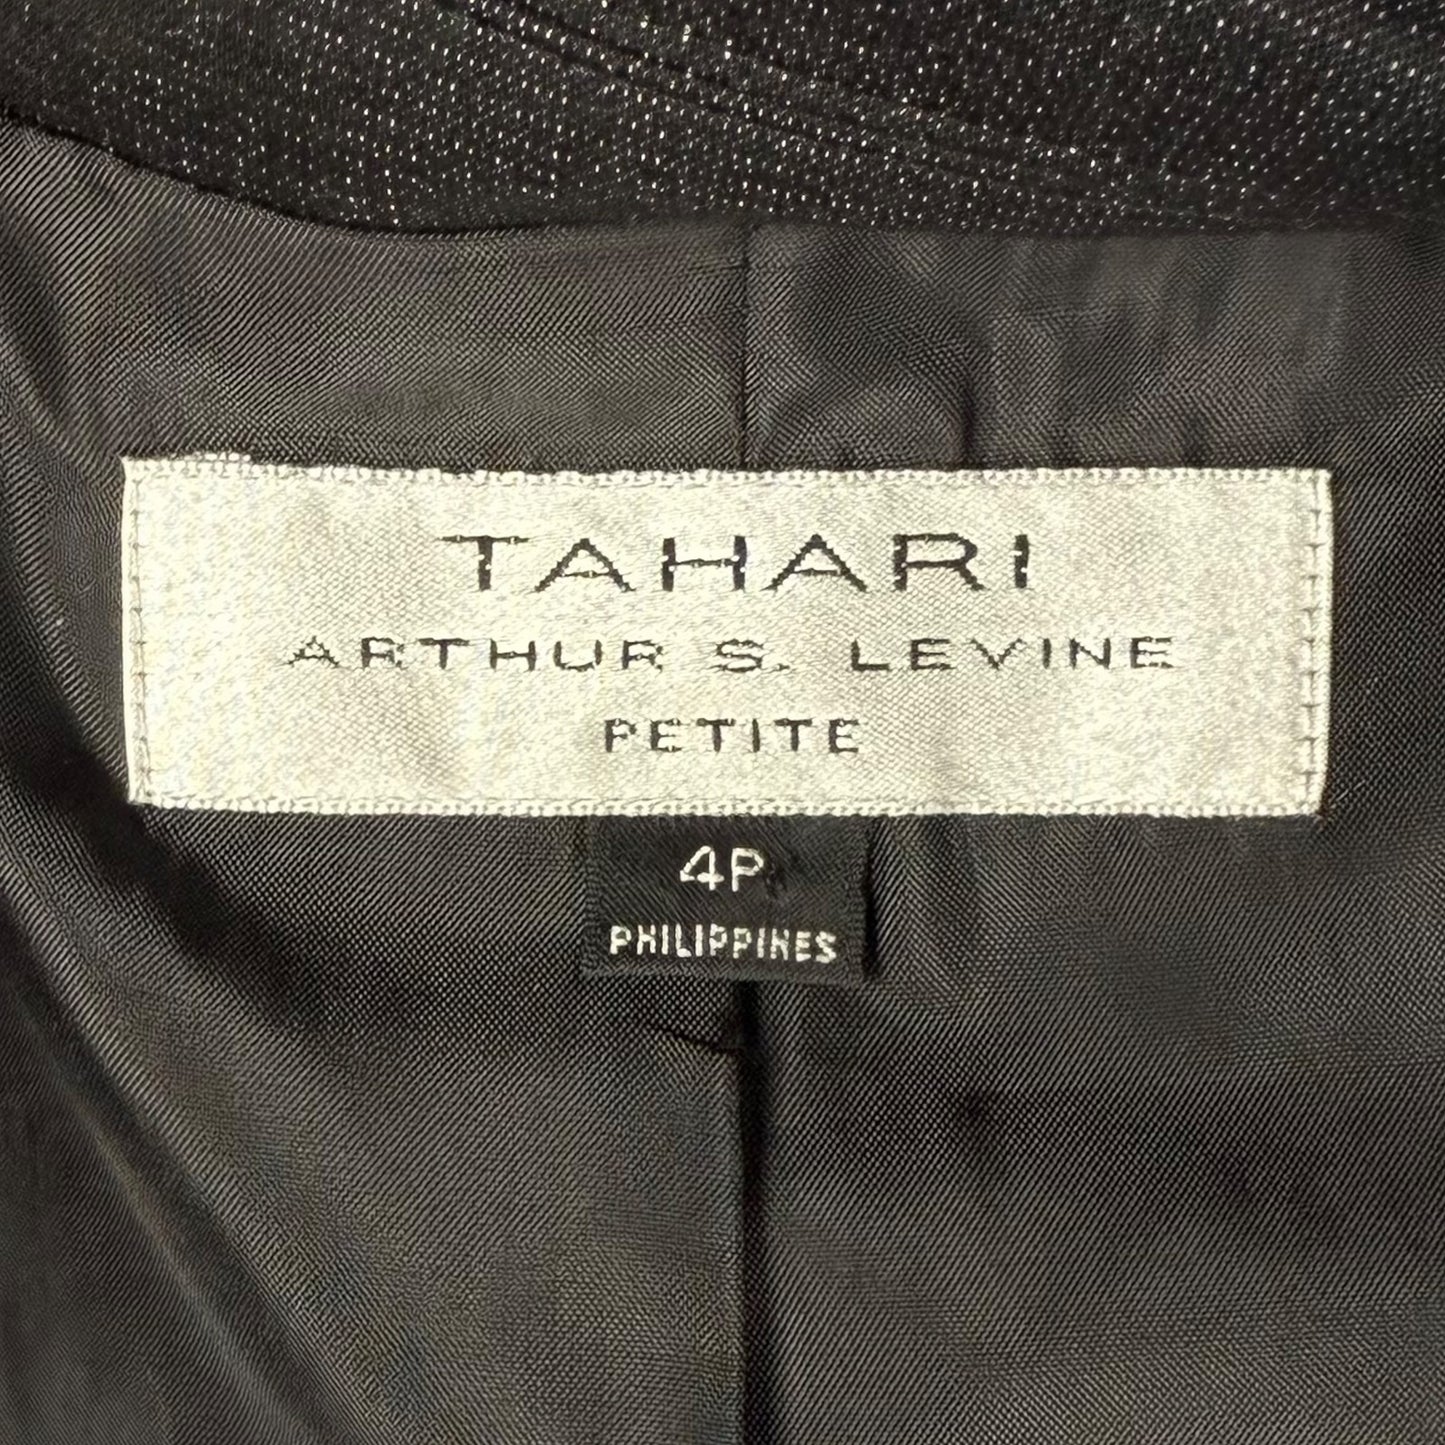 TAHARI
ARTHUR S. LEVINE
PETITE
4P
PHILIPPINES